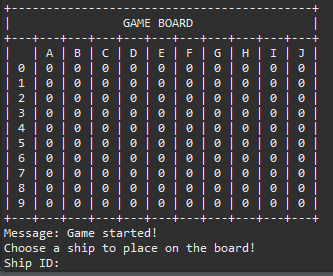 +---------------------------------------+
|              GAME BOARD               |
+---+---+---+---+---+---+---+---+---+---+
|   | A | B | C | D | E | F | G | H | I | J |
| 0 | 0 | 0 | 0 | 0 | 0 | 0 | 0 | 0 | 0 | 0 |
| 1 | 0 | 0 | 0 | 0 | 0 | 0 | 0 | 0 | 0 | 0 |
| 2 | 0 | 0 | 0 | 0 | 0 | 0 | 0 | 0 | 0 | 0 |
| 3 | 0 | 0 | 0 | 0 | 0 | 0 | 0 | 0 | 0 | 0 |
| 4 | 0 | 0 | 0 | 0 | 0 | 0 | 0 | 0 | 0 | 0 |
| 5 | 0 | 0 | 0 | 0 | 0 | 0 | 0 | 0 | 0 | 0 |
| 6 | 0 | 0 | 0 | 0 | 0 | 0 | 0 | 0 | 0 | 0 |
| 7 | 0 | 0 | 0 | 0 | 0 | 0 | 0 | 0 | 0 | 0 |
| 8 | 0 | 0 | 0 | 0 | 0 | 0 | 0 | 0 | 0 | 0 |
| 9 | 0 | 0 | 0 | 0 | 0 | 0 | 0 | 0 | 0 | 0 |
+---+---+---+---+---+---+---+---+---+---+---+
Message: Game started!
Choose a ship to place on the board!
Ship ID: